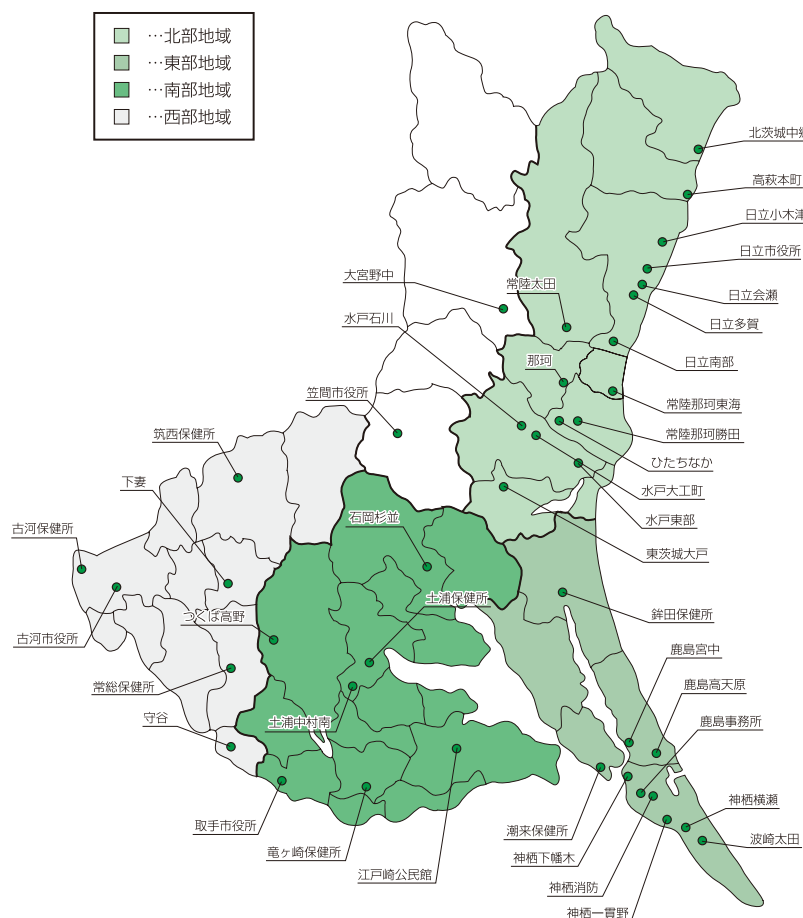 …北部地域
…東部地域
…南部地域
…西部地域
北茨城中郷
高萩本町
日立小木津
日立市役所
大宮野中
常陸太田
日立会瀬
水戸石川
日立多賀
那珂
日立南部
笠間市役所
常陸那珂東海
筑西保健所
常陸那珂勝田
ひたちなか
下妻
水戸大工町
古河保健所
石岡杉並
水戸東部
東茨城大戸
土浦保健所
つくば高野
鉾田保健所
古河市役所
鹿島宮中
常総保健所
鹿島高天原
守谷
土浦中村南
鹿島事務所
神栖横瀬
取手市役所
潮来保健所
波崎太田
竜ヶ崎保健所
神栖下幡木
江戸崎公民館
神栖消防
神栖一貫野